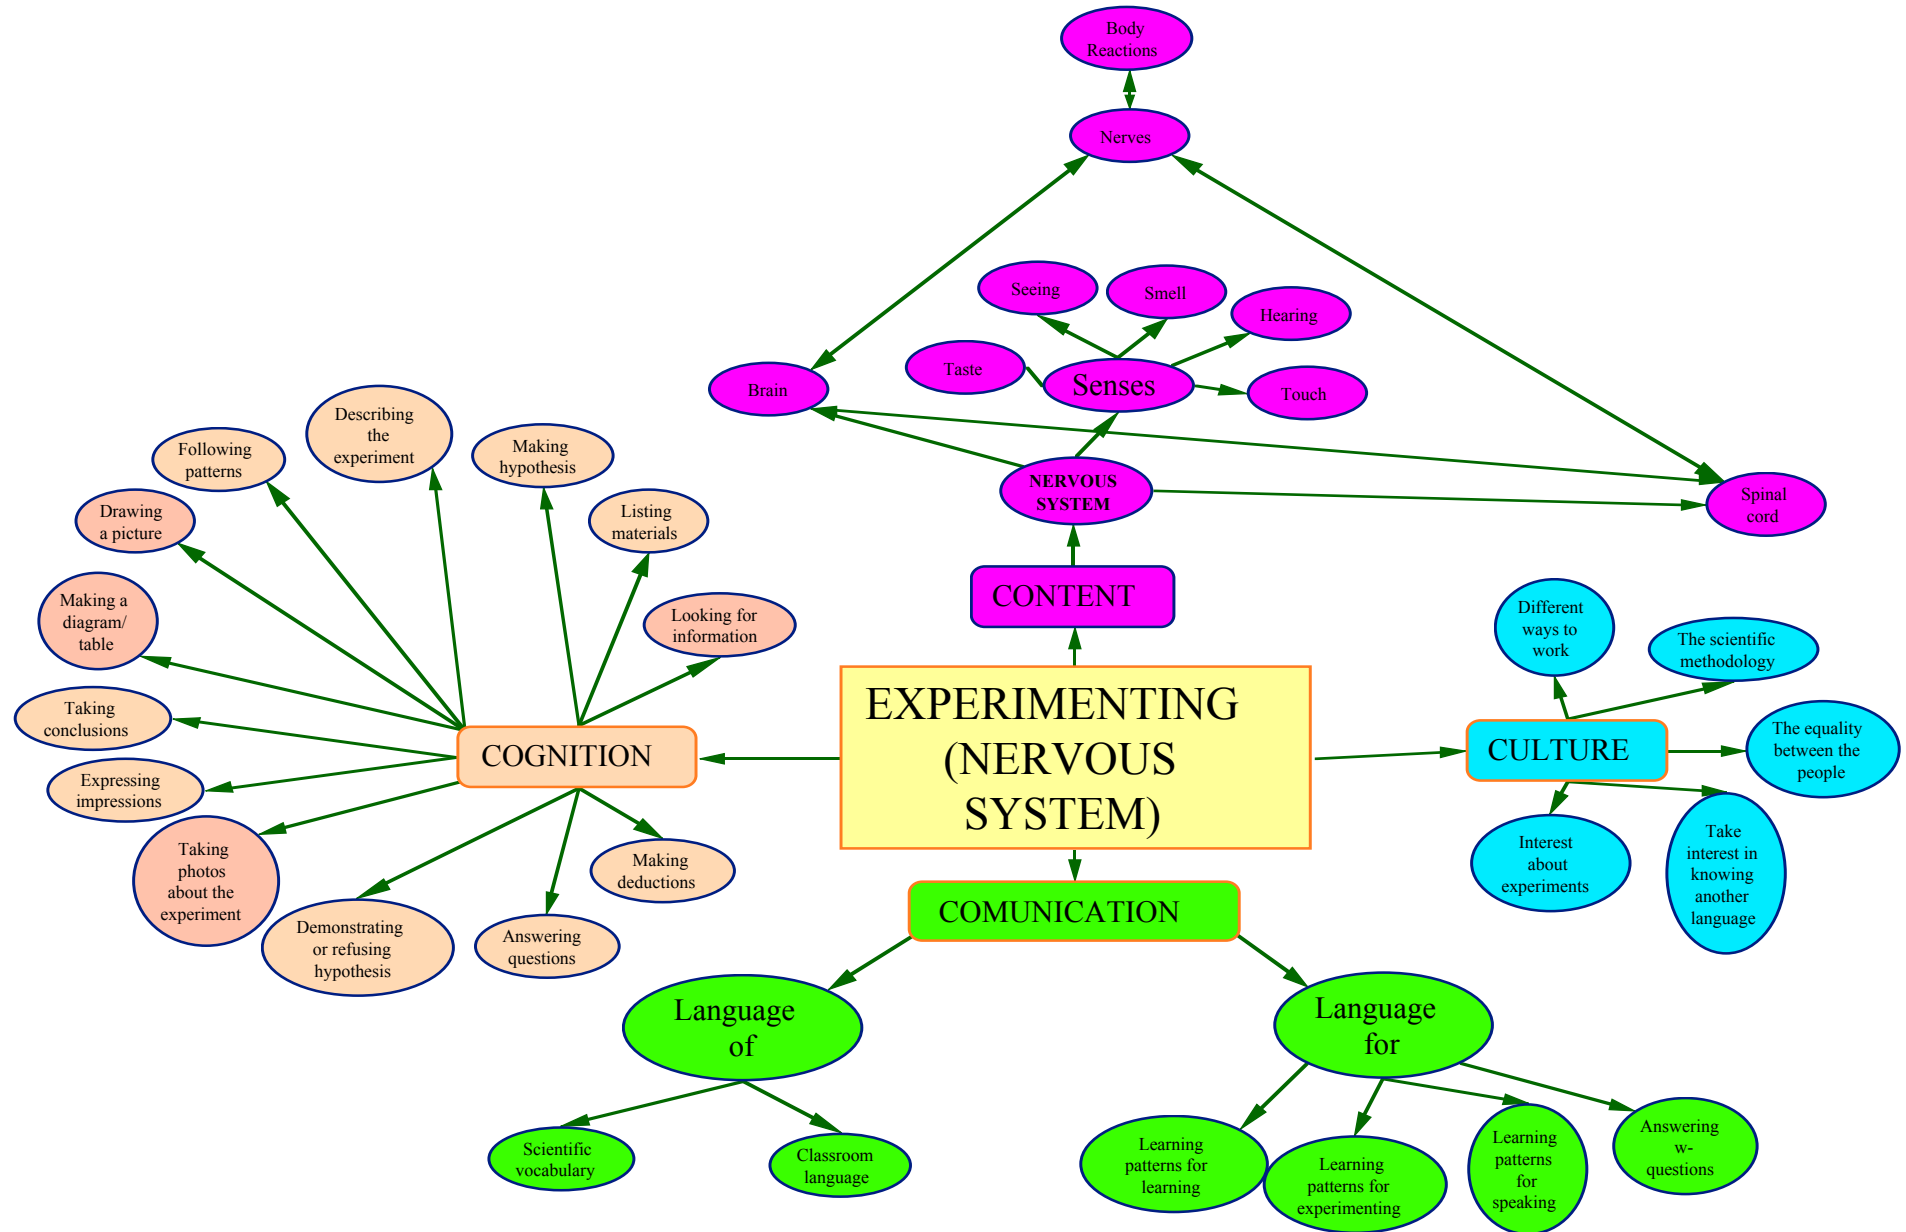 Body
Reactions
Nerves
Seeing
Smell
Hearing
Taste
Senses
Touch
Brain
NERVOUS
SYSTEM
Spinal
cord
CONTENT
Describing
the
experiment
Making
hypothesis
Following
patterns
Listing
materials
Drawing
a picture
Making a
diagram/
table
Looking for
information
Taking
conclusions
COGNITION
Expressing
impressions
Taking
photos
about the
experiment
Demonstrating
or refusing
hypothesis
Answering
questions
Making
deductions
EXPERIMENTING
(NERVOUS
SYSTEM)
Different
ways to
work
The scientific
methodology
CULTURE
The equality
between the
people
Interest
about
experiments
Take
interest in
knowing
another
language
COMUNICATION
Language
of
Language
for
Scientific
vocabulary
Classroom
language
Learning
patterns for
learning
Learning
patterns for
experimenting
Learning
patterns
for
speaking
Answering
w-
questions